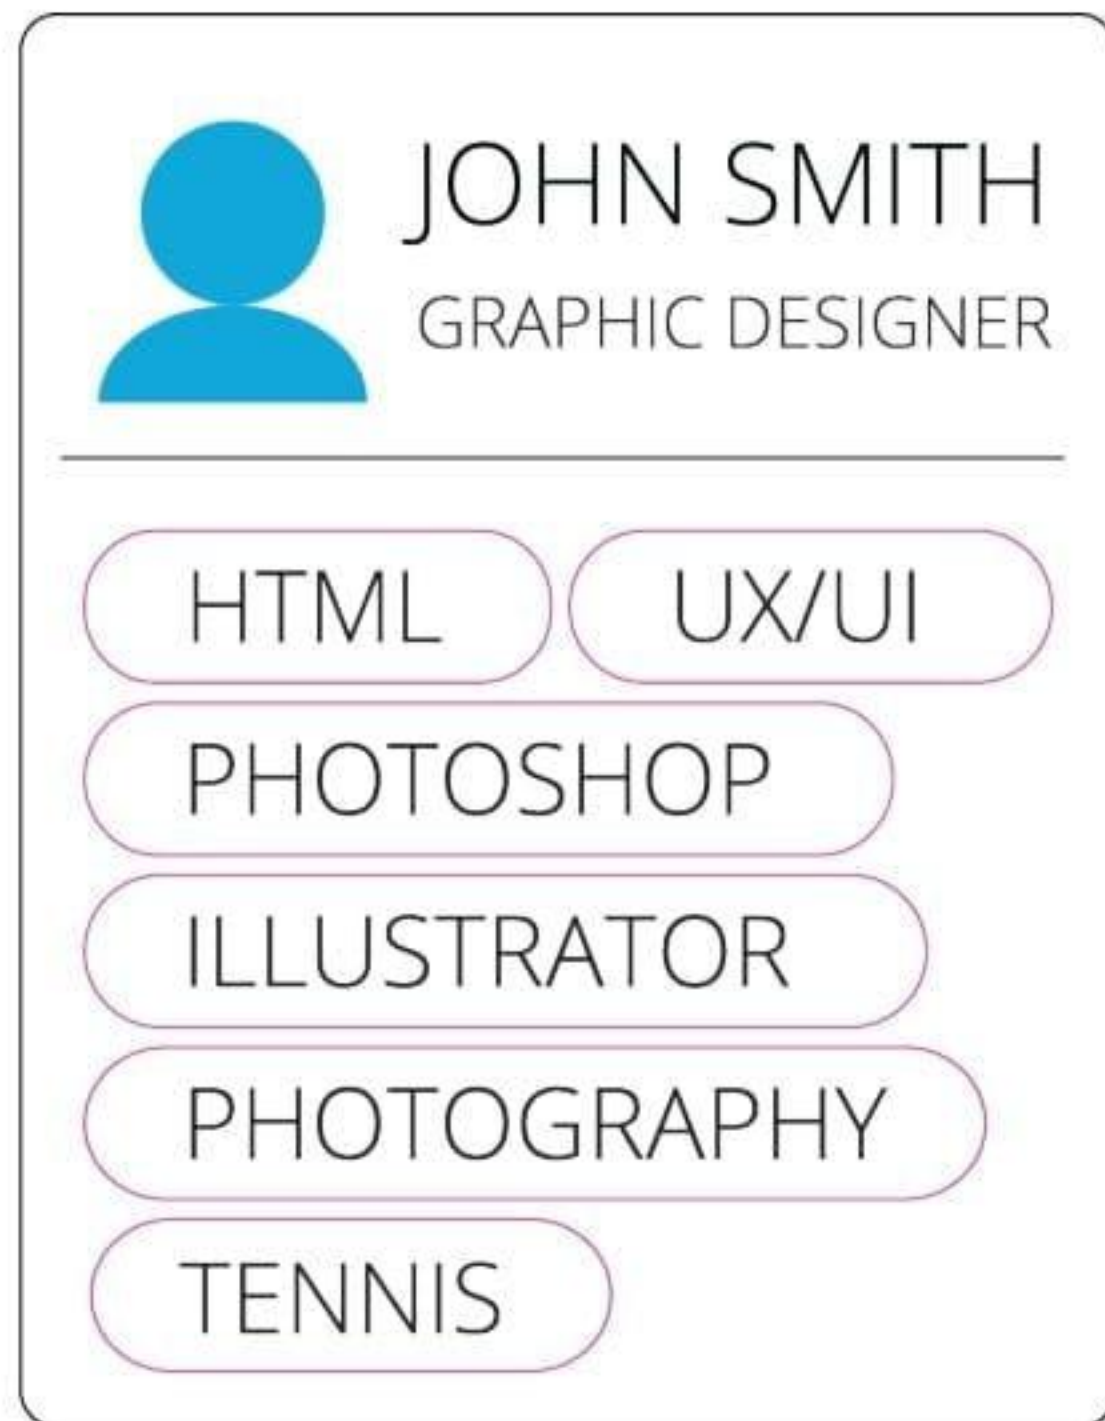 JOHN SMITH
GRAPHIC DESIGNER
HTML UX/UI
PHOTOSHOP
ILLUSTRATOR
PHOTOGRAPHY
TENNIS